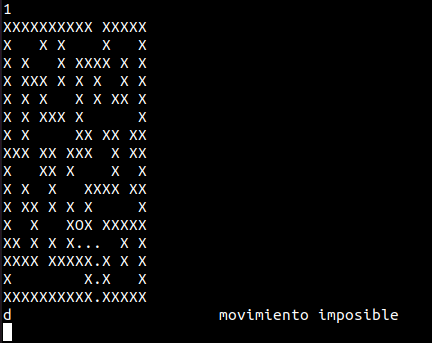 1
XXXXXXXXXX XXXXX
X   X X    X   X
X X   X XXXX X X
X XXX X X X  X X
X X X   X X XX X
X X XXX X      X
X X     XX XX XX
XXX XX XXX  X XX
X   XX X    X  X
X X  X   XXXX XX
X XX X X X     X
X  X   XOX XXXXX
XX X X X...  X X
XXXX XXXXX.X X X
X        X.X   X
XXXXXXXXXX.XXXXX
d                       movimiento imposible